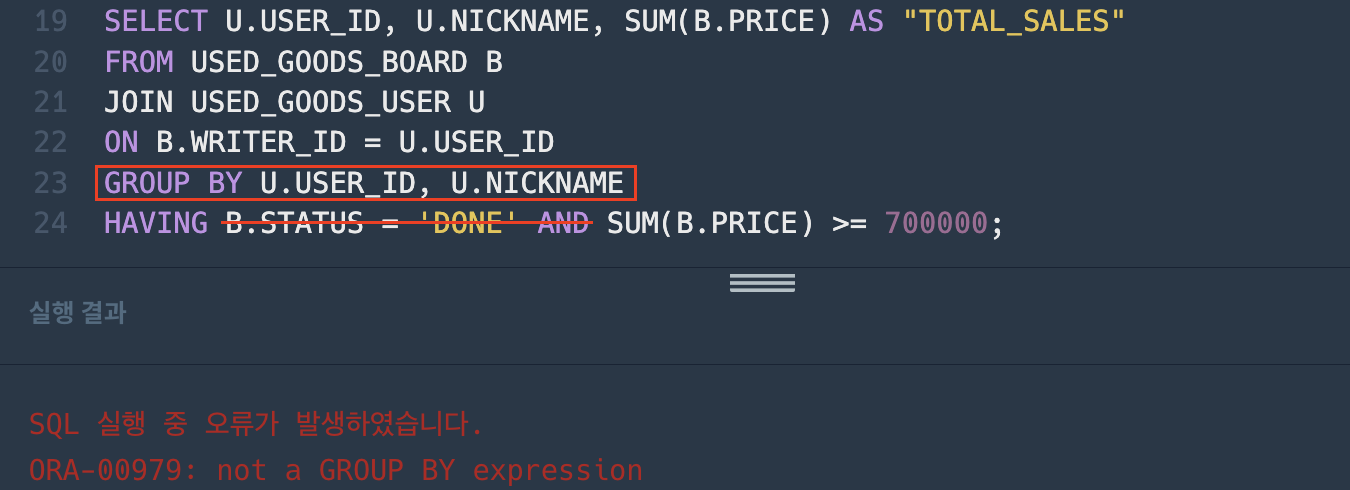 19 SELECT U.USER_ID, U.NICKNAME, SUM(B.PRICE) AS "TOTAL_SALES"
20 FROM USED_GOODS_BOARD B
21 JOIN USED_GOODS_USER U
22 ON B.WRITER_ID = U.USER_ID
23 GROUP BY U.USER_ID, U.NICKNAME
24 HAVING B.STATUS = 'DONE' AND SUM(B.PRICE) >= 700000;
실행 결과
SQL 실행 중 오류가 발생하였습니다.
ORA-00979: not a GROUP BY expression